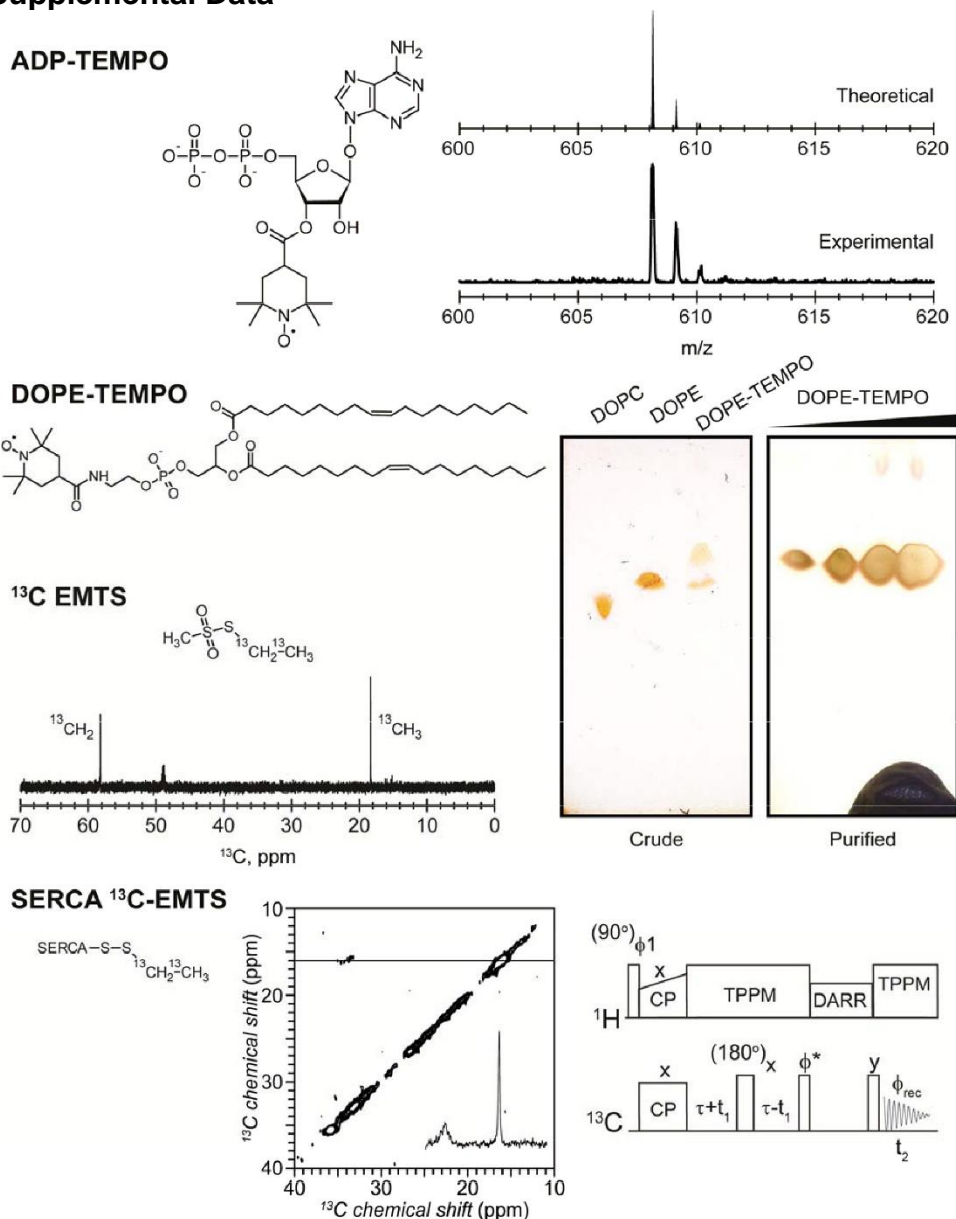 Supplemental Data
ADP-TEMPO
NH₂
N
N
N
N
O
O O
O⁻-P-O-P-O
O⁻ O⁻
O
O OH
O
N
O•
Theoretical
600 605 610 615 620
Experimental
600 605 610 615 620
m/z
DOPE-TEMPO
O
O
O
O• N
O
NH
O
O⁻
O-P-O
O
O
DOPC
DOPE
DOPE-TEMPO
DOPE-TEMPO
Crude
Purified
¹³C EMTS
O
H₃C-S-S
O
¹³CH₂¹³CH₃
¹³CH₂
¹³CH₃
70 60 50 40 30 20 10 0
¹³C, ppm
SERCA ¹³C-EMTS
SERCA-S-S
¹³CH₂¹³CH₃
10
20
30
40
¹³C chemical shift (ppm)
40 30 20 10
¹³C chemical shift (ppm)
(90°)ϕ1
x
CP
TPPM
DARR
TPPM
¹H
(180°)x
ϕ*
y
x
CP
τ+t₁
τ-t₁
ϕrec
¹³C
t₂